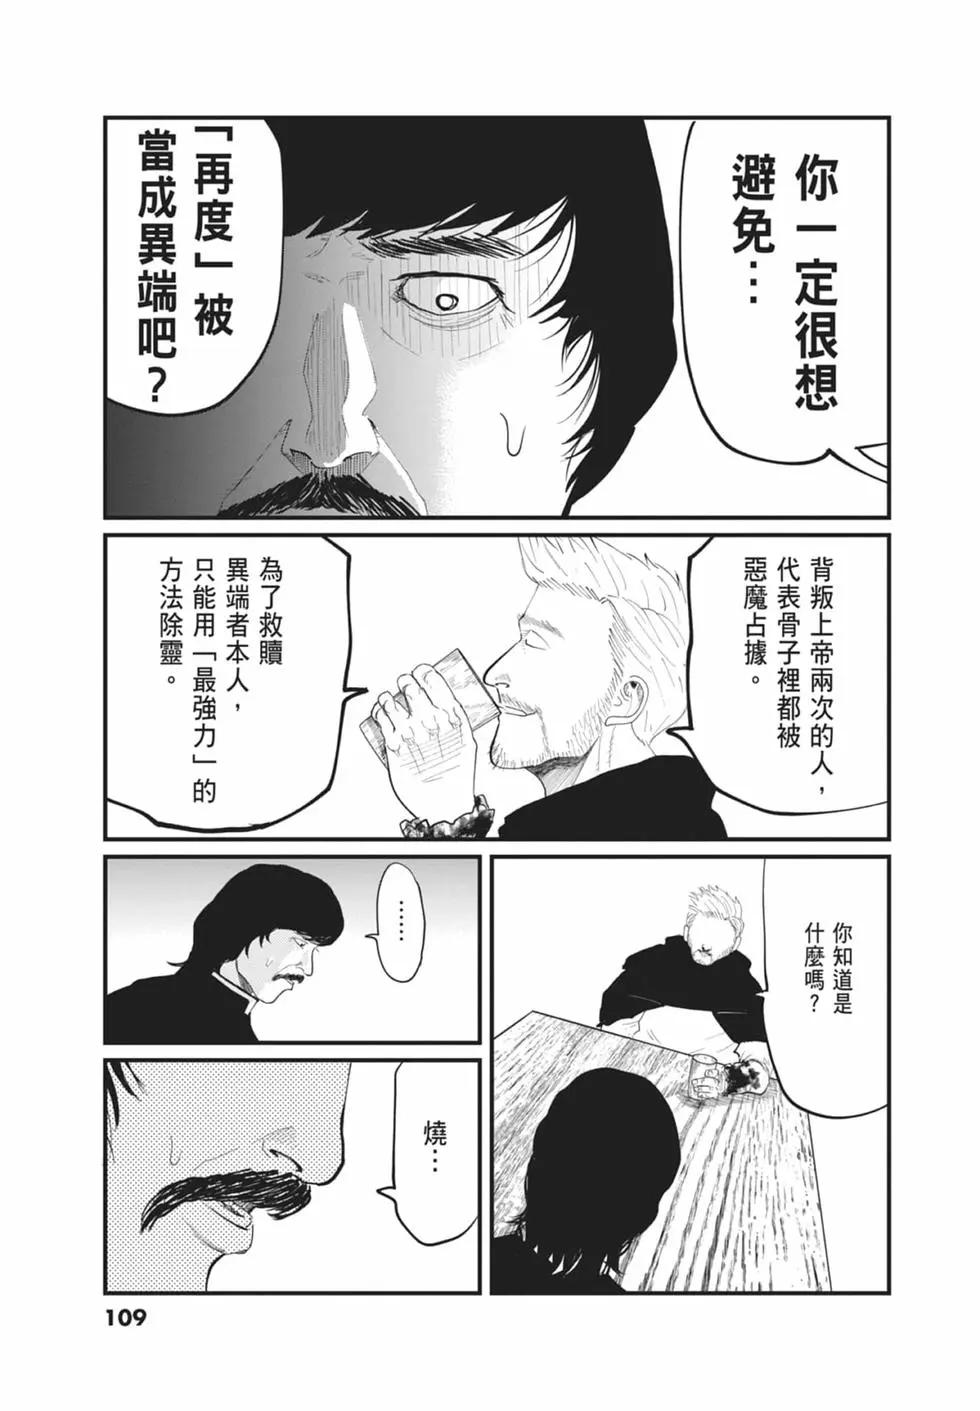 你一定很想
避免…
「再度」被
當成異端吧？
背叛上帝兩次的人，
代表骨子裡都被
惡魔占據。
為了救贖
異端者本人，
只能用「最強力」的
方法除靈。
你知道是
什麼嗎？
……
燒…
109